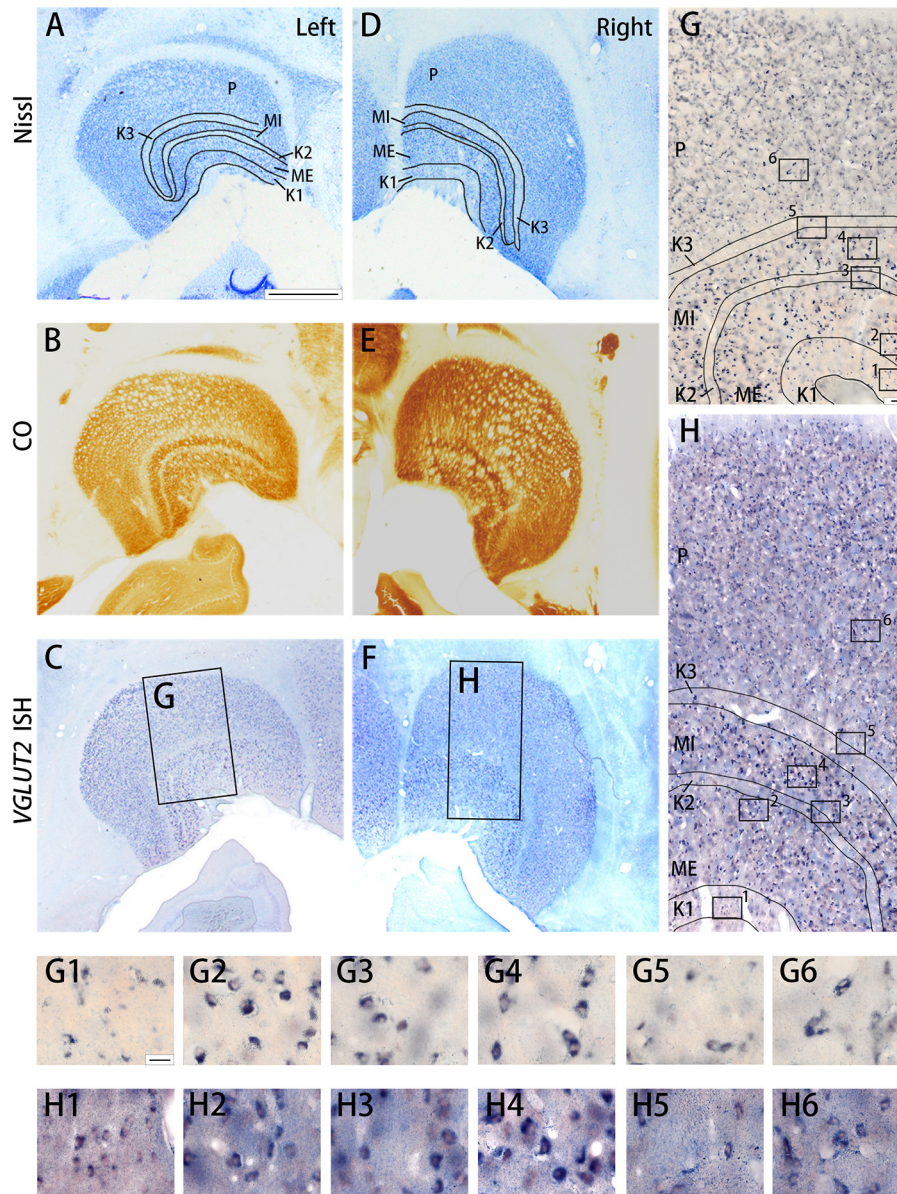 A Left
D Right
G
Nissl
P
K3
MI
K2
ME
K1
P
MI
ME
K1
K2
K3
P
6
5
K3
4
3
MI
2
1
K2
ME
K1
B
E
CO
H
P
6
K3
5
MI
4
K2
2
3
ME
K1
1
C
F
VGLUT2 ISH
G
H
G1 G2 G3 G4 G5 G6
H1 H2 H3 H4 H5 H6